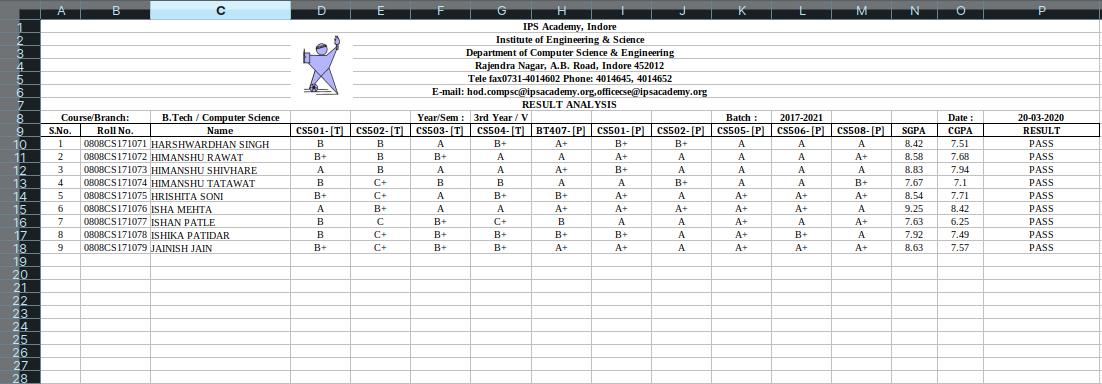 A B C D E F G H I J K L M N O P
1 IPS Academy, Indore
2 Institute of Engineering & Science
3 Department of Computer Science & Engineering
4 Rajendra Nagar, A.B. Road, Indore 452012
5 Tele fax0731-4014602 Phone: 4014645, 4014652
6 E-mail: hod.compsc@ipsacademy.org,officecse@ipsacademy.org
7 RESULT ANALYSIS
8 Course/Branch: B.Tech / Computer Science Year/Sem : 3rd Year / V Batch : 2017-2021 Date : 20-03-2020
9 S.No. Roll No. Name CS501- [T] CS502- [T] CS503- [T] CS504- [T] BT407- [P] CS501- [P] CS502- [P] CS505- [P] CS506- [P] CS508- [P] SGPA CGPA RESULT
10 1 0808CS171071 HARSHWARDHAN SINGH B B A B+ A+ B+ B+ A A A 8.42 7.51 PASS
11 2 0808CS171072 HIMANSHU RAWAT B+ B B+ A A A+ A A A A+ 8.58 7.68 PASS
12 3 0808CS171073 HIMANSHU SHIVHARE A B A A A+ B+ A A+ A+ A 8.83 7.94 PASS
13 4 0808CS171074 HIMANSHU TATAWAT B C+ B B A A B+ A A B+ 7.67 7.1 PASS
14 5 0808CS171075 HRISHITA SONI B+ C+ A B+ B+ A+ A A+ A A+ 8.54 7.71 PASS
15 6 0808CS171076 ISHA MEHTA A B+ A A A+ A+ A+ A+ A+ A 9.25 8.42 PASS
16 7 0808CS171077 ISHAN PATLE B C B+ C+ B A A A+ A A+ 7.63 6.25 PASS
17 8 0808CS171078 ISHIKA PATIDAR B C+ B+ B+ B+ B+ A A+ B+ A 7.92 7.49 PASS
18 9 0808CS171079 JAINISH JAIN B+ C+ B+ B+ A+ A+ A A+ A+ A+ 8.63 7.57 PASS
19
20
21
22
23
24
25
26
27
28